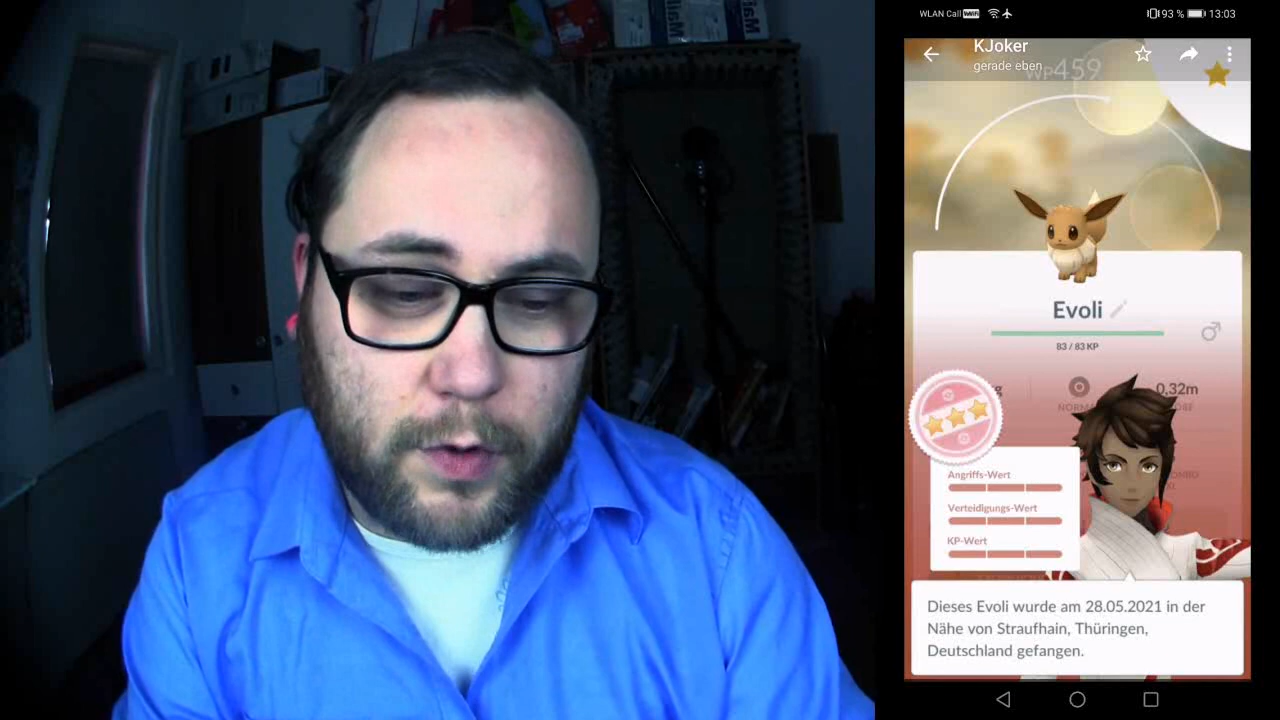 WLAN Call WiFi 93 % 13:03
KJoker
gerade eben
WP459
Evoli
83 / 83 KP
0,32m
Angriffs-Wert
Verteidigungs-Wert
KP-Wert
Dieses Evoli wurde am 28.05.2021 in der
Nähe von Straufhain, Thüringen,
Deutschland gefangen.